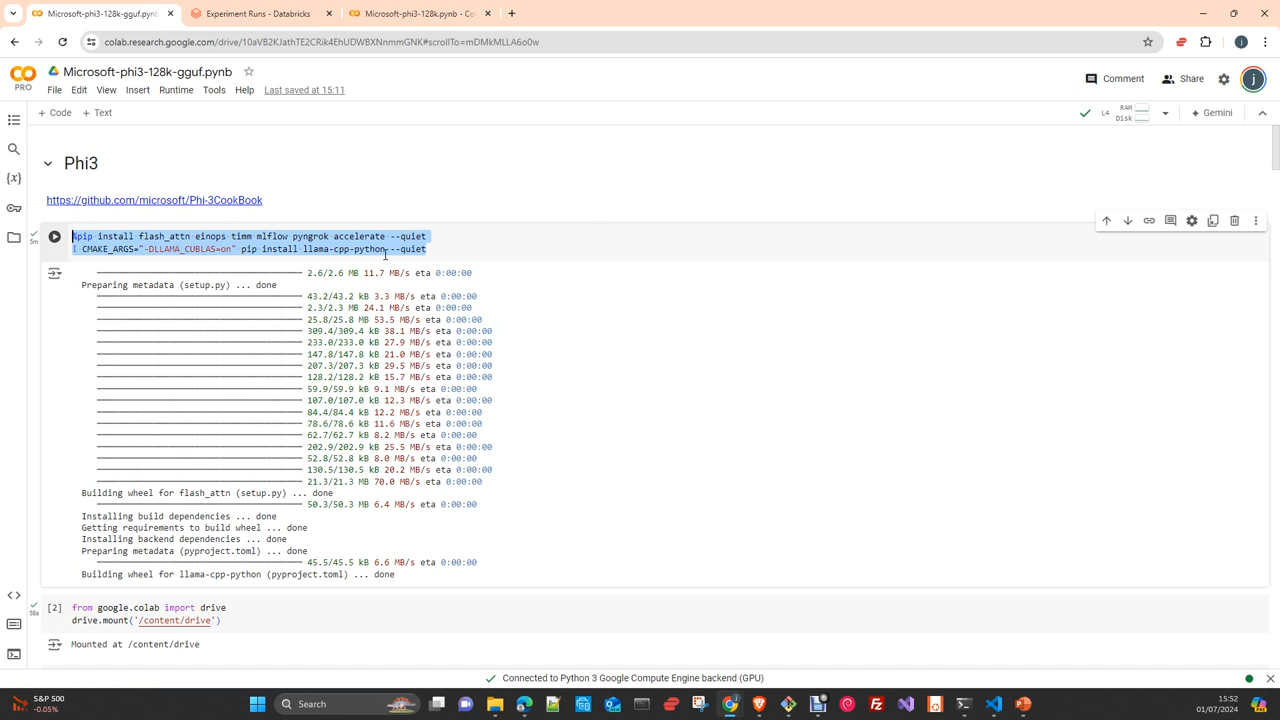 Microsoft-phi3-128k-gguf.pynb
Experiment Runs - Databricks
Microsoft-phi3-128k.pynb - Co
colab.research.google.com/drive/10aVB2KJathTE2CRik4EhUDWBXNnmmGNK#scrollTo=mDMkMLLA6o0w
Microsoft-phi3-128k-gguf.pynb
PRO
File Edit View Insert Runtime Tools Help Last saved at 15:11
Comment Share
+ Code + Text
L4 RAM Disk Gemini
Phi3
https://github.com/microsoft/Phi-3CookBook
5m
%pip install flash_attn einops timm mlflow pyngrok accelerate --quiet
! CMAKE_ARGS="-DLLAMA_CUBLAS=on" pip install llama-cpp-python --quiet
2.6/2.6 MB 11.7 MB/s eta 0:00:00
Preparing metadata (setup.py) ... done
43.2/43.2 kB 3.3 MB/s eta 0:00:00
2.3/2.3 MB 24.1 MB/s eta 0:00:00
25.8/25.8 MB 53.5 MB/s eta 0:00:00
309.4/309.4 kB 38.1 MB/s eta 0:00:00
233.0/233.0 kB 27.9 MB/s eta 0:00:00
147.8/147.8 kB 21.0 MB/s eta 0:00:00
207.3/207.3 kB 29.5 MB/s eta 0:00:00
128.2/128.2 kB 15.7 MB/s eta 0:00:00
59.9/59.9 kB 9.1 MB/s eta 0:00:00
107.0/107.0 kB 12.3 MB/s eta 0:00:00
84.4/84.4 kB 12.2 MB/s eta 0:00:00
78.6/78.6 kB 11.6 MB/s eta 0:00:00
62.7/62.7 kB 8.2 MB/s eta 0:00:00
202.9/202.9 kB 25.5 MB/s eta 0:00:00
52.8/52.8 kB 8.0 MB/s eta 0:00:00
130.5/130.5 kB 20.2 MB/s eta 0:00:00
21.3/21.3 MB 70.0 MB/s eta 0:00:00
Building wheel for flash_attn (setup.py) ... done
50.3/50.3 MB 6.4 MB/s eta 0:00:00
Installing build dependencies ... done
Getting requirements to build wheel ... done
Installing backend dependencies ... done
Preparing metadata (pyproject.toml) ... done
45.5/45.5 kB 6.6 MB/s eta 0:00:00
Building wheel for llama-cpp-python (pyproject.toml) ... done
58s
[2] from google.colab import drive
drive.mount('/content/drive')
Mounted at /content/drive
Connected to Python 3 Google Compute Engine backend (GPU)
S&P 500
-0.05%
Search
15:52
01/07/2024